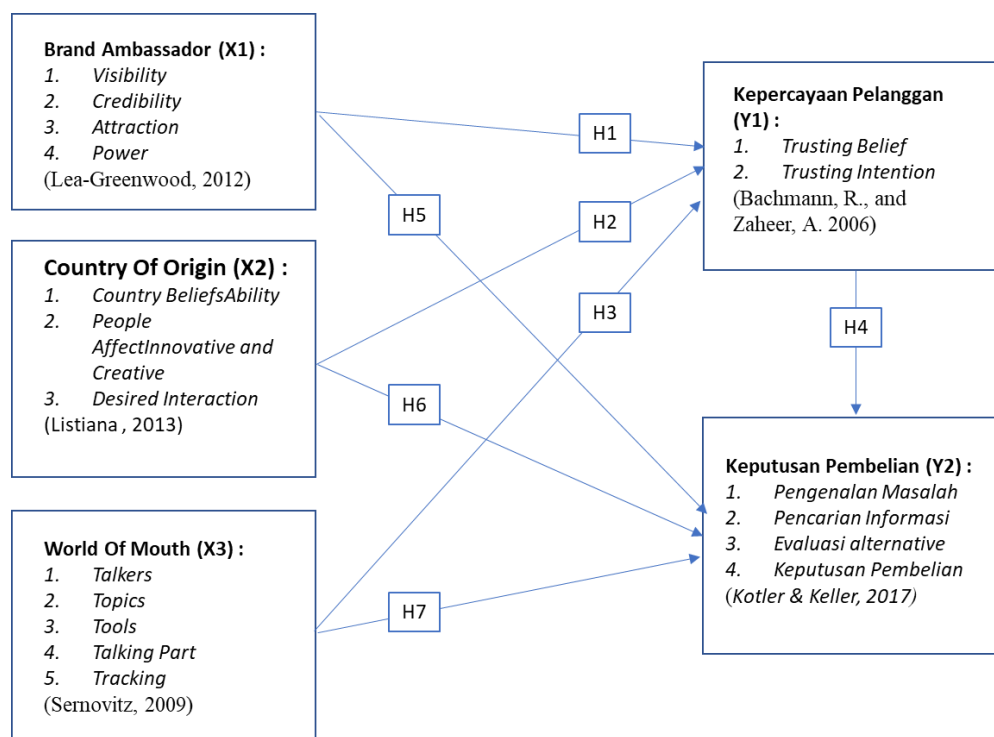 Brand Ambassador (X1) :
1. Visibility
2. Credibility
3. Attraction
4. Power
(Lea-Greenwood, 2012)
Country Of Origin (X2) :
1. Country BeliefsAbility
2. People
AffectInnovative and
Creative
3. Desired Interaction
(Listiana , 2013)
World Of Mouth (X3) :
1. Talkers
2. Topics
3. Tools
4. Talking Part
5. Tracking
(Sernovitz, 2009)
H1
H5
H2
H3
H6
H7
Kepercayaan Pelanggan
(Y1) :
1. Trusting Belief
2. Trusting Intention
(Bachmann, R., and
Zaheer, A. 2006)
H4
Keputusan Pembelian (Y2) :
1. Pengenalan Masalah
2. Pencarian Informasi
3. Evaluasi alternative
4. Keputusan Pembelian
(Kotler & Keller, 2017)